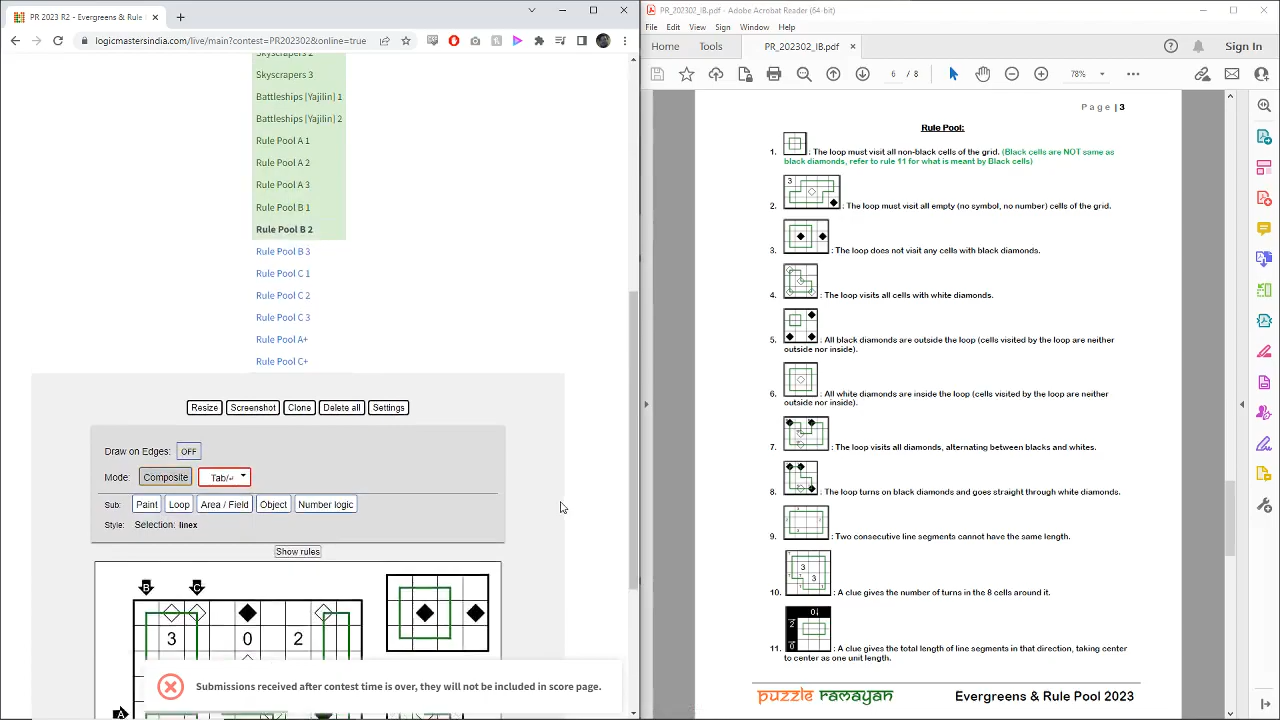 PR 2023 R2 - Evergreens & Rule
logicmastersindia.com/live/main?contest=PR202302&online=true
Skyscrapers 2
Skyscrapers 3
Battleships [Yajilin] 1
Battleships [Yajilin] 2
Rule Pool A 1
Rule Pool A 2
Rule Pool A 3
Rule Pool B 1
Rule Pool B 2
Rule Pool B 3
Rule Pool C 1
Rule Pool C 2
Rule Pool C 3
Rule Pool A+
Rule Pool C+
Resize Screenshot Clone Delete all Settings
Draw on Edges: OFF
Mode: Composite Tab/↵
Sub: Paint Loop Area / Field Object Number logic
Style: Selection: linex
Show rules
B C
3 0 2
A
Submissions received after contest time is over, they will not be included in score page.
PR_202302_IB.pdf - Adobe Acrobat Reader (64-bit)
File Edit View Sign Window Help
Home Tools PR_202302_IB.pdf Sign In
6 / 8 78%
Page | 3
Rule Pool:
1. : The loop must visit all non-black cells of the grid. (Black cells are NOT same as
black diamonds, refer to rule 11 for what is meant by Black cells)
3
2. : The loop must visit all empty (no symbol, no number) cells of the grid.
3. : The loop does not visit any cells with black diamonds.
4. : The loop visits all cells with white diamonds.
5. : All black diamonds are outside the loop (cells visited by the loop are neither
outside nor inside).
6. : All white diamonds are inside the loop (cells visited by the loop are neither
outside nor inside).
7. : The loop visits all diamonds, alternating between blacks and whites.
8. : The loop turns on black diamonds and goes straight through white diamonds.
9. : Two consecutive line segments cannot have the same length.
3
3
10. : A clue gives the number of turns in the 8 cells around it.
0↓
2
0
11. : A clue gives the total length of line segments in that direction, taking center
to center as one unit length.
puzzle ramayan Evergreens & Rule Pool 2023